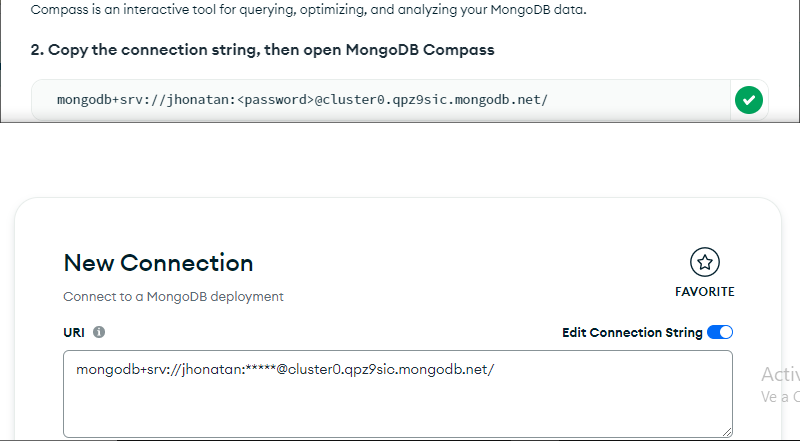 Compass is an interactive tool for querying, optimizing, and analyzing your MongoDB data.
2. Copy the connection string, then open MongoDB Compass
mongodb+srv://jhonatan:<password>@cluster0.qpz9sic.mongodb.net/
New Connection
FAVORITE
Connect to a MongoDB deployment
URI
Edit Connection String
mongodb+srv://jhonatan:*****@cluster0.qpz9sic.mongodb.net/
Ve a